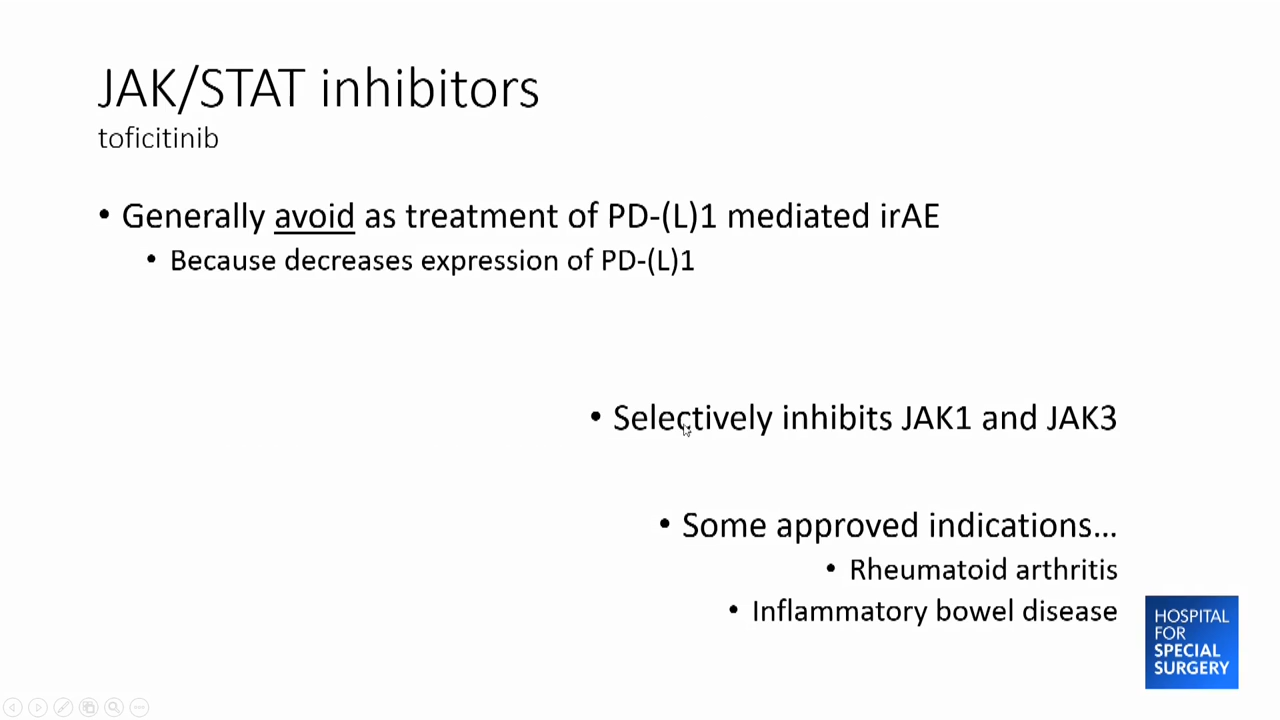 JAK/STAT inhibitors
toficitinib
• Generally avoid as treatment of PD-(L)1 mediated irAE
• Because decreases expression of PD-(L)1
• Selectively inhibits JAK1 and JAK3
• Some approved indications...
• Rheumatoid arthritis
• Inflammatory bowel disease
HOSPITAL
FOR
SPECIAL
SURGERY